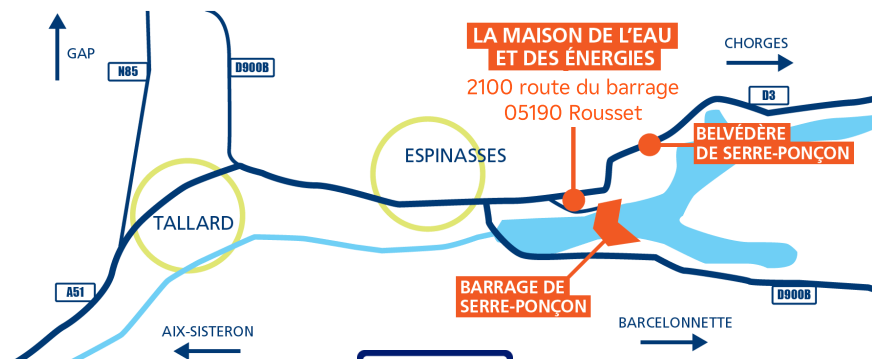 GAP
N85
D900B
LA MAISON DE L'EAU
ET DES ÉNERGIES
2100 route du barrage
05190 Rousset
CHORGES
D3
BELVÉDÈRE
DE SERRE-PONÇON
ESPINASSES
TALLARD
A51
AIX-SISTERON
BARRAGE DE
SERRE-PONÇON
BARCELONNETTE
D900B